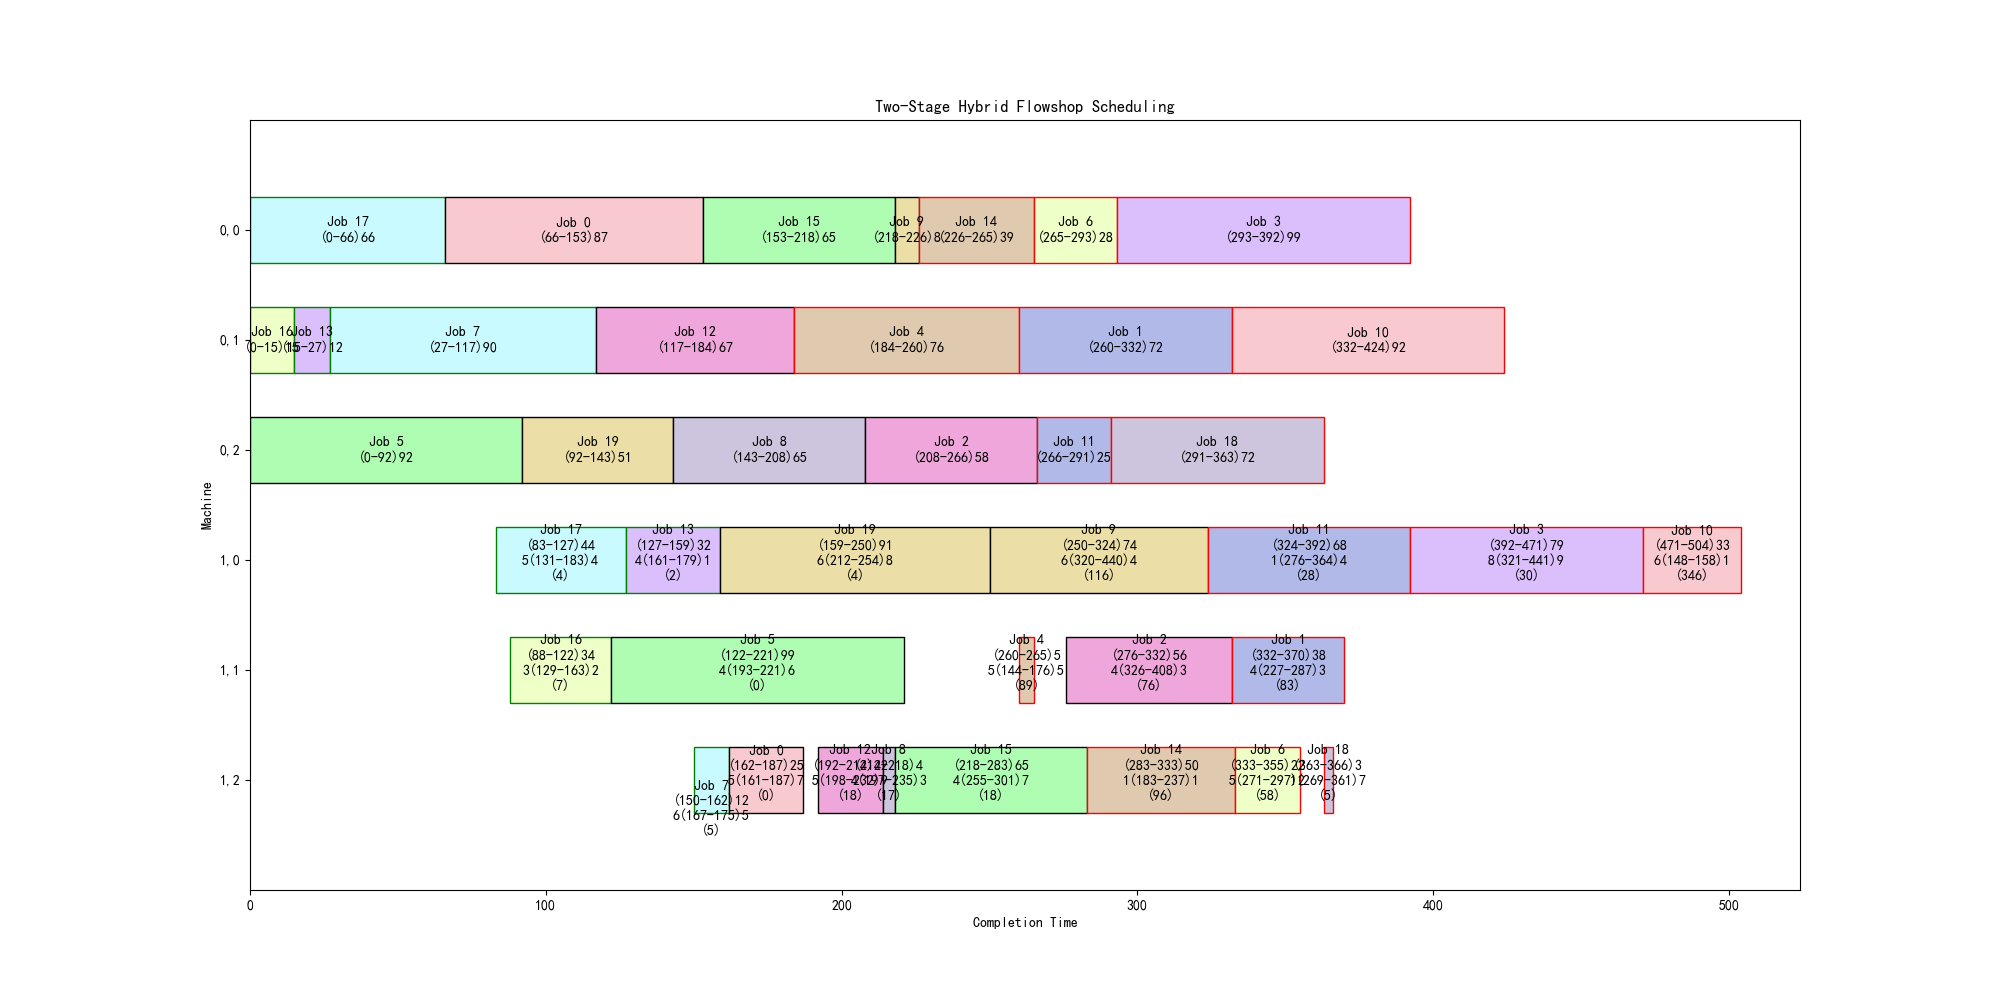 Two-Stage Hybrid Flowshop Scheduling
Machine
0,0
Job 17
(0-66)66
Job 0
(66-153)87
Job 15
(153-218)65
Job 9
(218-226)8
Job 14
(226-265)39
Job 6
(265-293)28
Job 3
(293-392)99
0,1
Job 16
(0-15)15
Job 13
(15-27)12
Job 7
(27-117)90
Job 12
(117-184)67
Job 4
(184-260)76
Job 1
(260-332)72
Job 10
(332-424)92
0,2
Job 5
(0-92)92
Job 19
(92-143)51
Job 8
(143-208)65
Job 2
(208-266)58
Job 11
(266-291)25
Job 18
(291-363)72
1,0
Job 17
(83-127)44
5(131-183)4
(4)
Job 13
(127-159)32
4(161-179)1
(2)
Job 19
(159-250)91
6(212-254)8
(4)
Job 9
(250-324)74
6(320-440)4
(116)
Job 11
(324-392)68
1(276-364)4
(28)
Job 3
(392-471)79
8(321-441)9
(30)
Job 10
(471-504)33
6(148-158)1
(346)
1,1
Job 16
(88-122)34
3(129-163)2
(7)
Job 5
(122-221)99
4(193-221)6
(0)
Job 4
(260-265)5
5(144-176)5
(89)
Job 2
(276-332)56
4(326-408)3
(76)
Job 1
(332-370)38
4(227-287)3
(83)
1,2
Job 7
(150-162)12
6(167-175)5
(5)
Job 0
(162-187)25
5(161-187)7
(0)
Job 12
(192-214)22
(18)
Job 8
(214-218)4
(17)
Job 15
(218-283)65
4(255-301)7
(18)
Job 14
(283-333)50
1(183-237)1
(96)
Job 6
(333-355)22
(58)
Job 18
(363-366)3
(5)
0
100
200
300
400
500
Completion Time